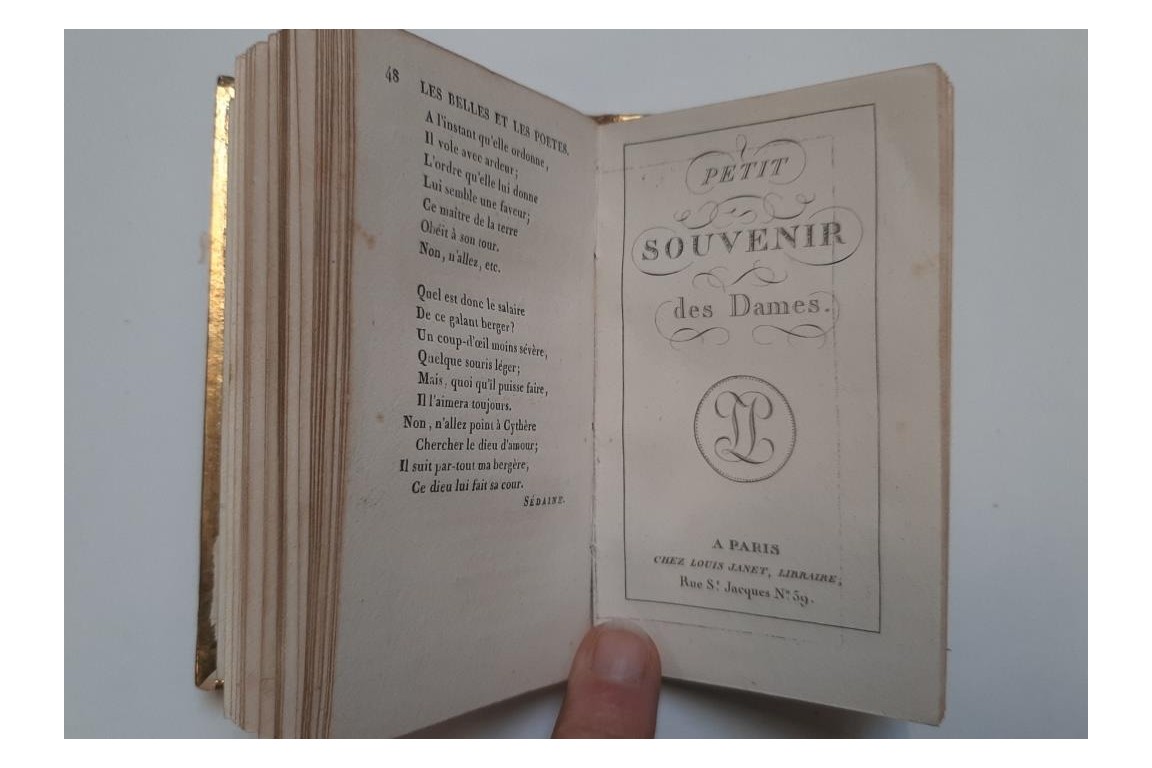 48
LES BELLES ET LES POETES.
A l'instant qu'elle ordonne,
Il vole avec ardeur;
L'ordre qu'elle lui donne
Lui semble une faveur;
Ce maître de la terre
Obéit à son tour.
Non, n'allez, etc.
Quel est donc le salaire
De ce galant berger?
Un coup-d'œil moins sévère,
Quelque souris léger;
Mais, quoi qu'il puisse faire,
Il l'aimera toujours.
Non, n'allez point à Cythère
Chercher le dieu d'amour;
Il suit par-tout ma bergère,
Ce dieu lui fait sa cour.
SÉDAINE.
PETIT
SOUVENIR
des Dames.
LJ
A PARIS
CHEZ LOUIS JANET, LIBRAIRE,
Rue St. Jacques No. 59.